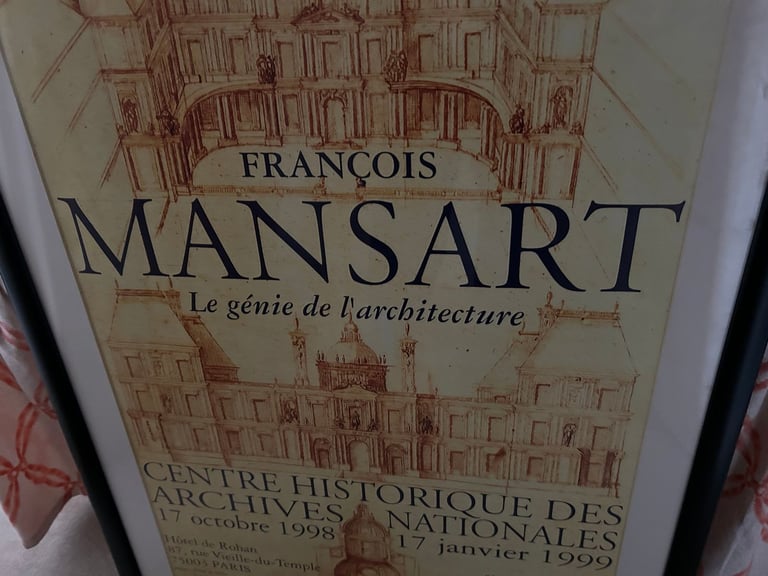 FRANÇOIS
MANSART
Le génie de l'architecture
CENTRE HISTORIQUE DES
ARCHIVES NATIONALES
17 octobre 1998 17 janvier 1999
Hôtel de Rohan
87, rue Vieille-du-Temple
75003 PARIS